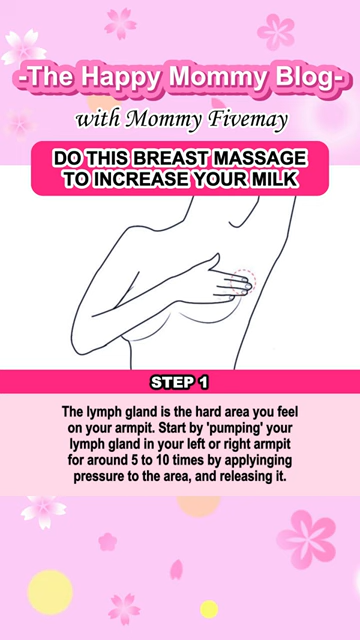 -The Happy Mommy Blog-
with Mommy Fivemay
DO THIS BREAST MASSAGE
TO INCREASE YOUR MILK
STEP 1
The lymph gland is the hard area you feel
on your armpit. Start by 'pumping' your
lymph gland in your left or right armpit
for around 5 to 10 times by applyinging
pressure to the area, and releasing it.